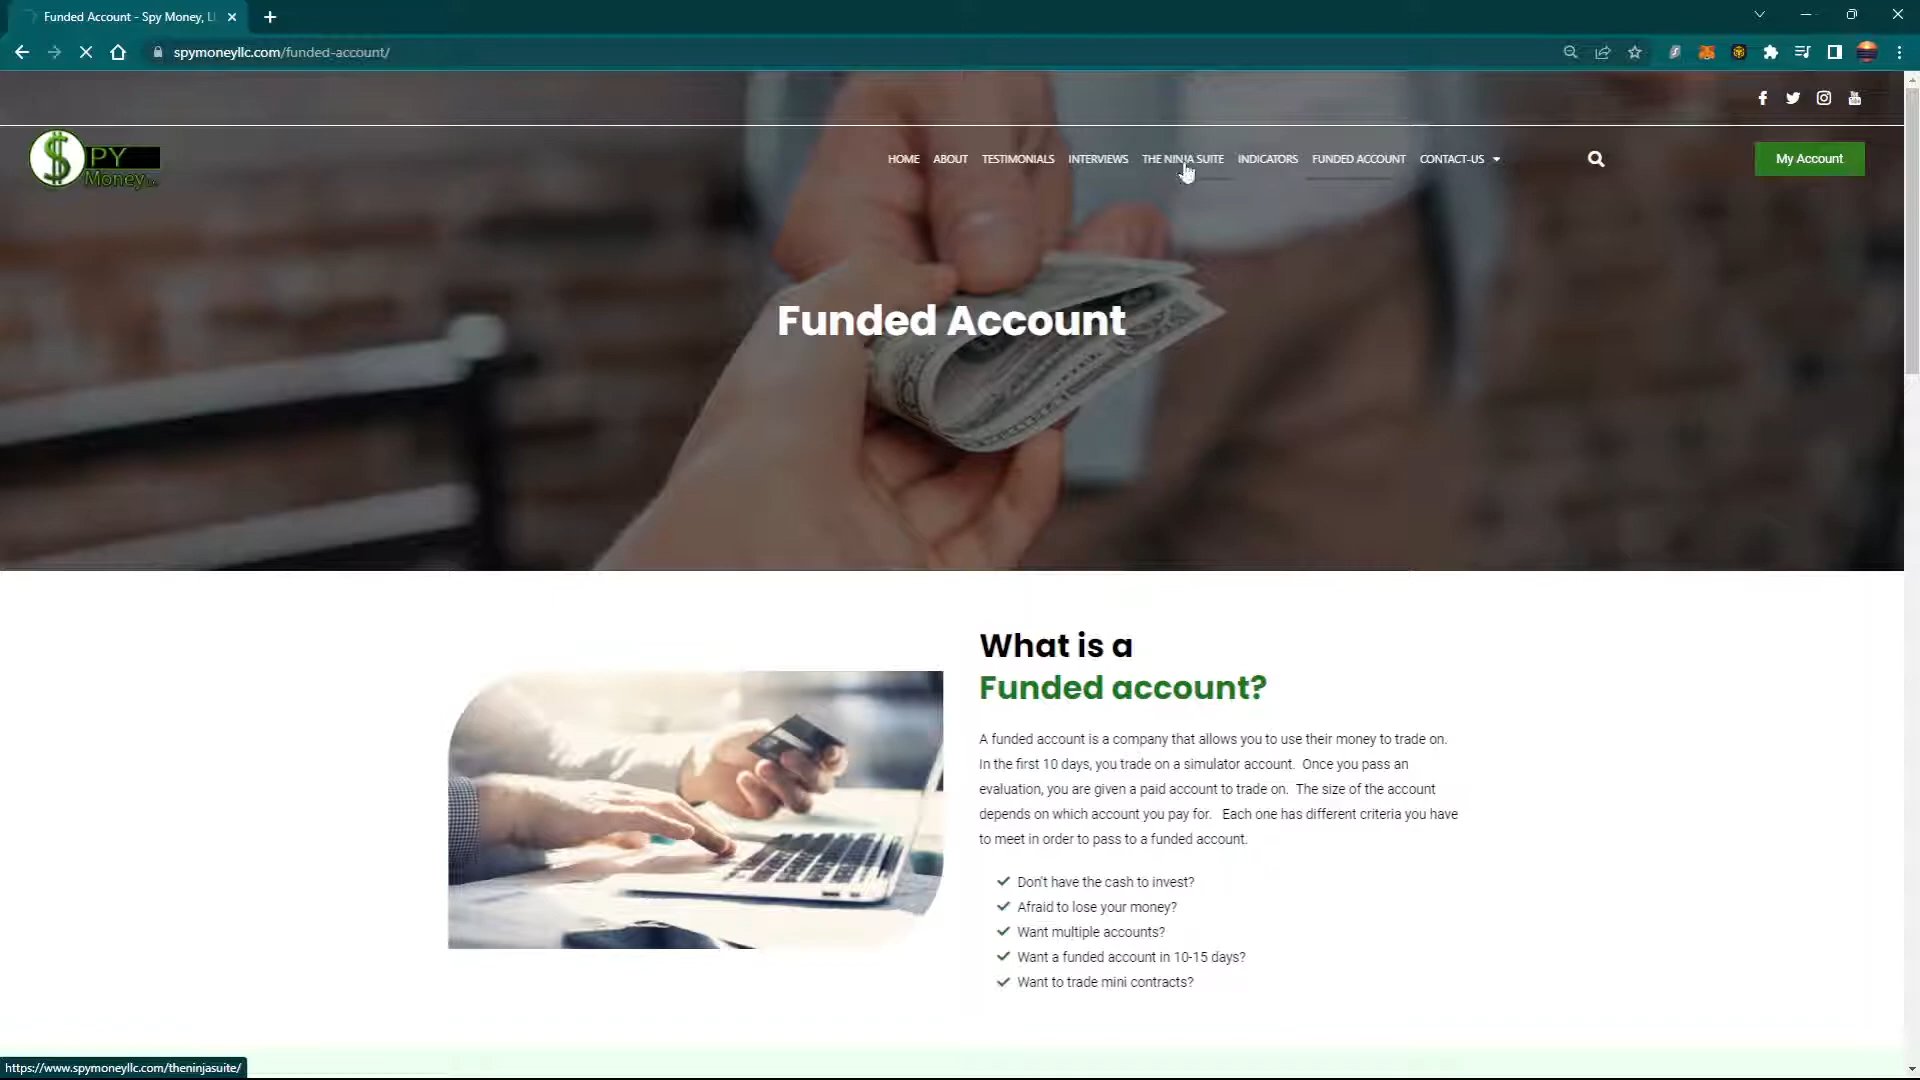 Funded Account - Spy Money, L
spymoneyllc.com/funded-account/
$PY
Money
HOME ABOUT TESTIMONIALS INTERVIEWS THE NINJA SUITE INDICATORS FUNDED ACCOUNT CONTACT-US
My Account
Funded Account
What is a
Funded account?
A funded account is a company that allows you to use their money to trade on.
In the first 10 days, you trade on a simulator account. Once you pass an
evaluation, you are given a paid account to trade on. The size of the account
depends on which account you pay for. Each one has different criteria you have
to meet in order to pass to a funded account.
Don't have the cash to invest?
Afraid to lose your money?
Want multiple accounts?
Want a funded account in 10-15 days?
Want to trade mini contracts?
https://www.spymoneyllc.com/theninjasuite/